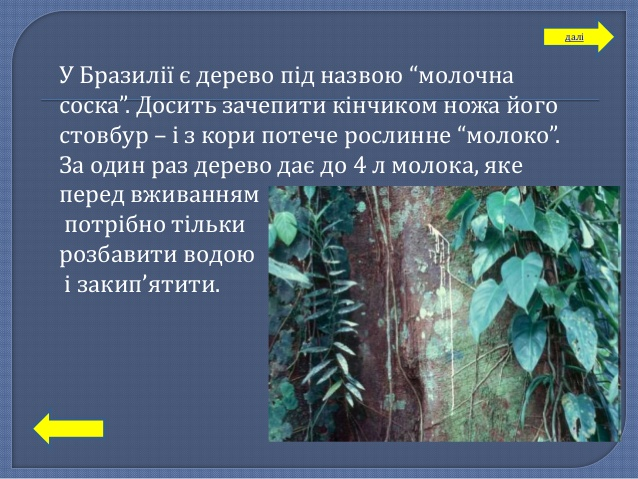 далі
У Бразилії є дерево під назвою “молочна
соска”. Досить зачепити кінчиком ножа його
стовбур – і з кори потече рослинне “молоко”.
За один раз дерево дає до 4 л молока, яке
перед вживанням
потрібно тільки
розбавити водою
і закип’ятити.